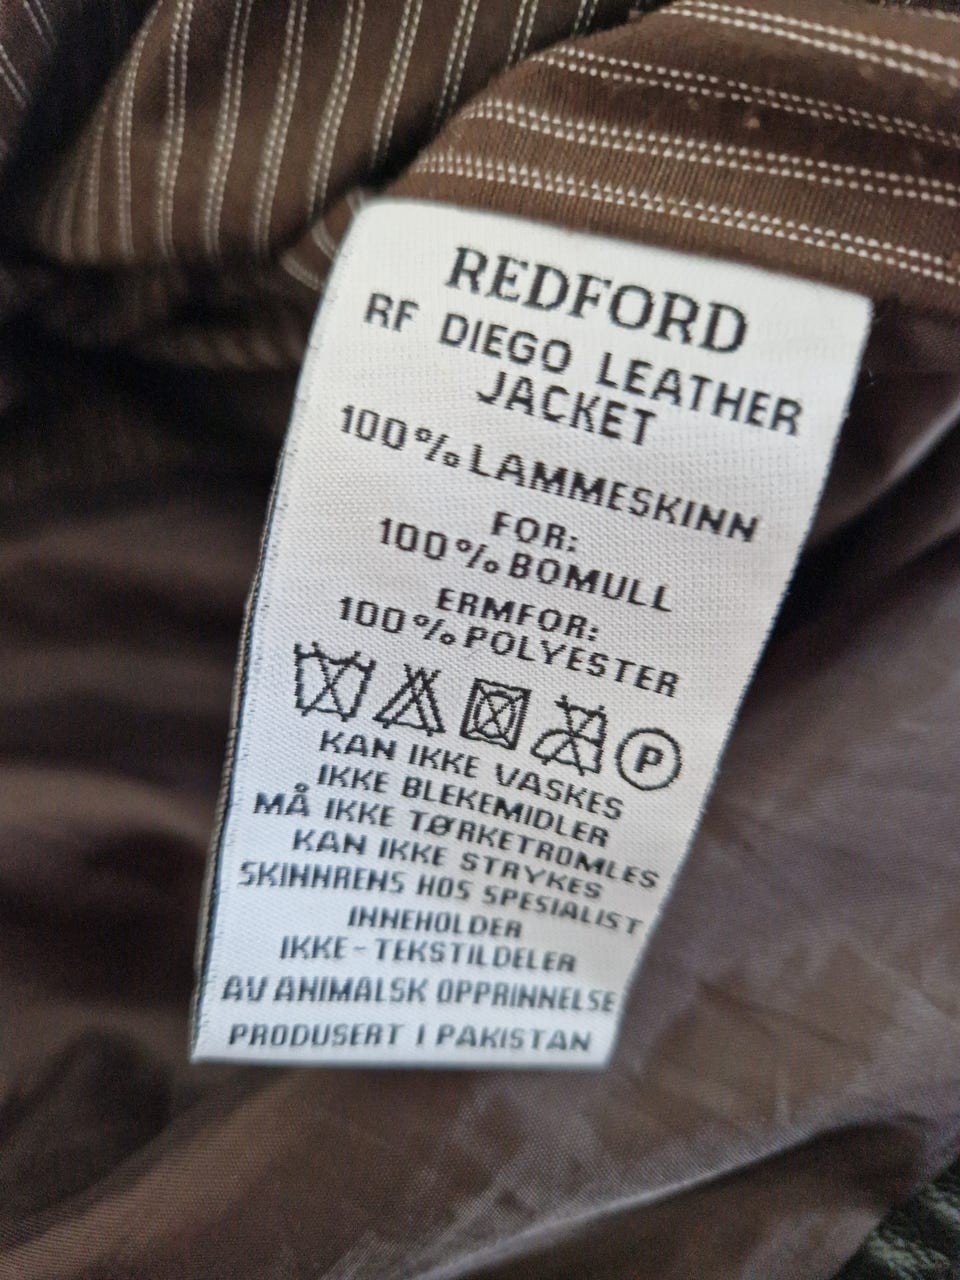 REDFORD
RF DIEGO LEATHER
JACKET
100% LAMMESKINN
FOR:
100% BOMULL
ERMFOR:
100% POLYESTER
P
KAN IKKE VASKES
IKKE BLEKEMIDLER
MÅ IKKE TØRKETROMLES
KAN IKKE STRYKES
SKINNRENS HOS SPESIALIST
INNEHOLDER
IKKE-TEKSTILDELER
AV ANIMALSK OPPRINNELSE
PRODUSERT I PAKISTAN